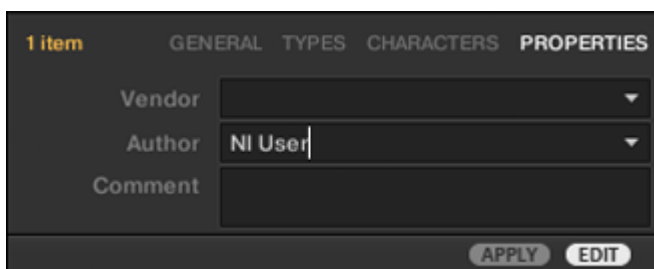 1 item GENERAL TYPES CHARACTERS PROPERTIES
Vendor
Author NI User
Comment
APPLY EDIT